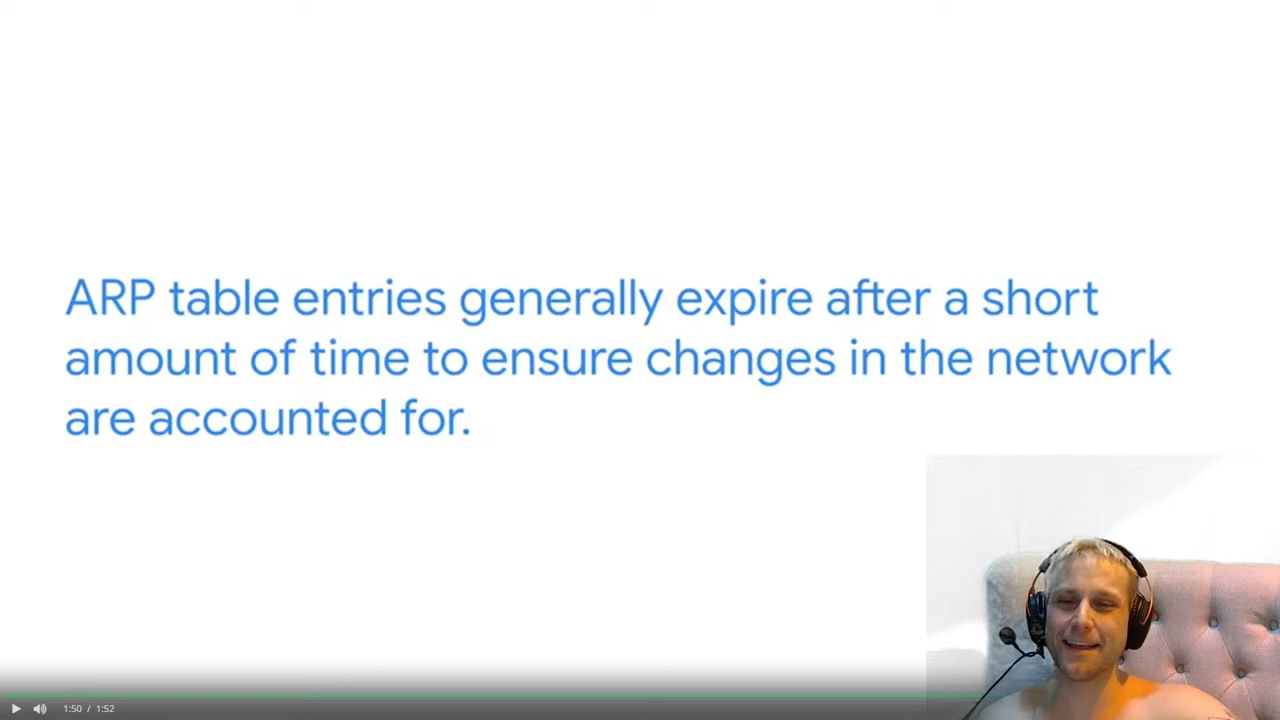 ARP table entries generally expire after a short
amount of time to ensure changes in the network
are accounted for.
1:50 / 1:52